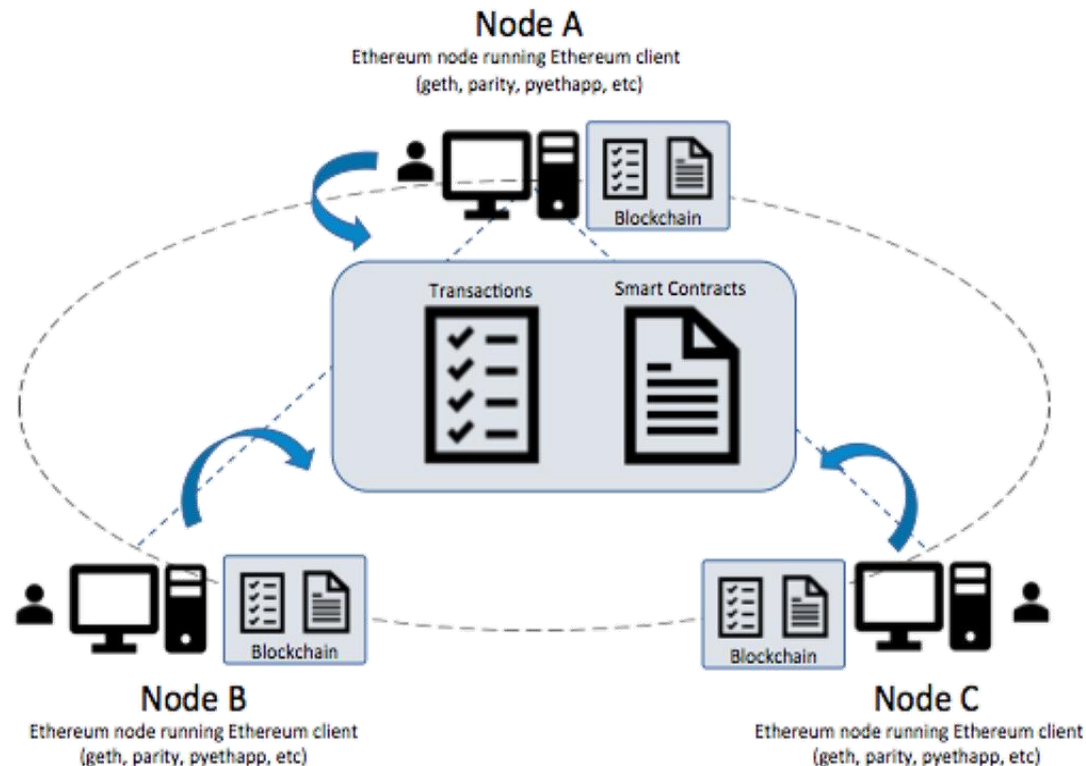 Node A
Ethereum node running Ethereum client
(geth, parity, pyethapp, etc)
Blockchain
Transactions
Smart Contracts
Blockchain
Node B
Ethereum node running Ethereum client
(geth, parity, pyethapp, etc)
Blockchain
Node C
Ethereum node running Ethereum client
(geth, parity, pyethapp, etc)